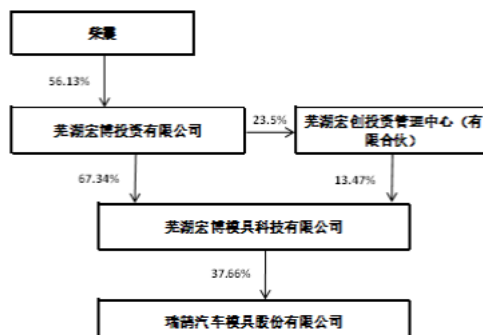 柴震
56.13%
芜湖宏博投资有限公司
23.5%
芜湖宏创投资管理中心（有
限合伙）
67.34%
13.47%
芜湖宏博模具科技有限公司
37.66%
瑞鹄汽车模具股份有限公司